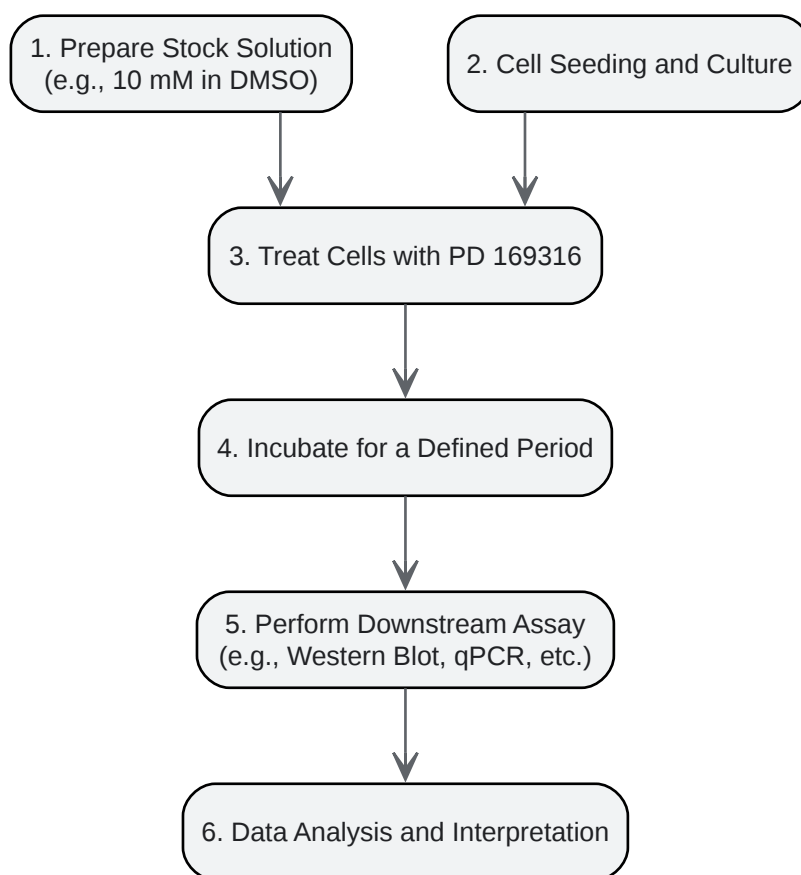 1. Prepare Stock Solution
(e.g., 10 mM in DMSO)
2. Cell Seeding and Culture
3. Treat Cells with PD 169316
4. Incubate for a Defined Period
5. Perform Downstream Assay
(e.g., Western Blot, qPCR, etc.)
6. Data Analysis and Interpretation